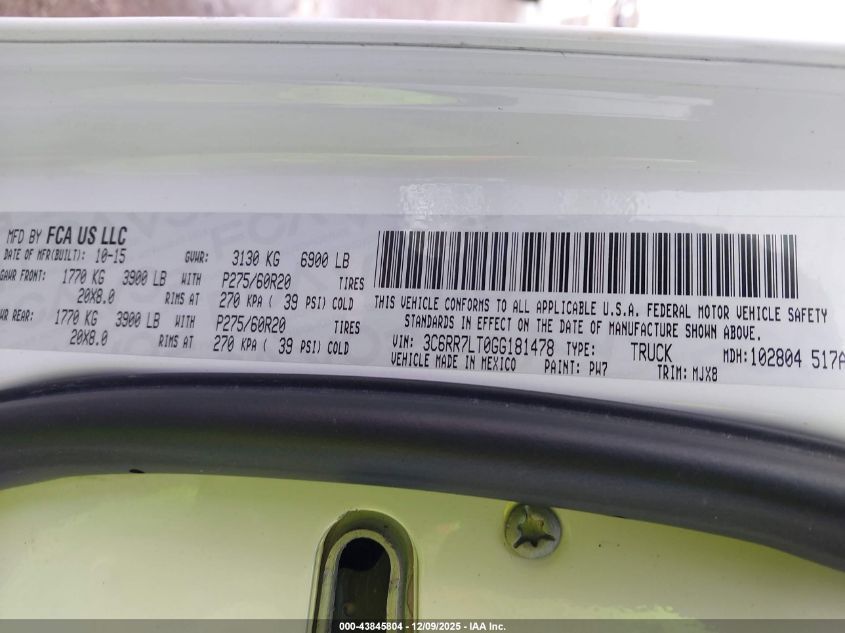 MFD BY FCA US LLC
DATE OF MFR(BUILT): 10-15 GVWR: 3130 KG 6900 LB
GAWR FRONT: 1770 KG 3900 LB WITH P275/60R20 TIRES
20X8.0 RIMS AT 270 KPA ( 39 PSI) COLD
WR REAR: 1770 KG 3900 LB WITH P275/60R20 TIRES
20X8.0 RIMS AT 270 KPA ( 39 PSI) COLD
THIS VEHICLE CONFORMS TO ALL APPLICABLE U.S.A. FEDERAL MOTOR VEHICLE SAFETY
STANDARDS IN EFFECT ON THE DATE OF MANUFACTURE SHOWN ABOVE.
VIN: 3C6RR7LT0GG181478 TYPE: TRUCK MDH:102804 517A
VEHICLE MADE IN MEXICO PAINT: PW7 TRIM: MJX8
000-43845804 - 12/09/2025 - IAA Inc.